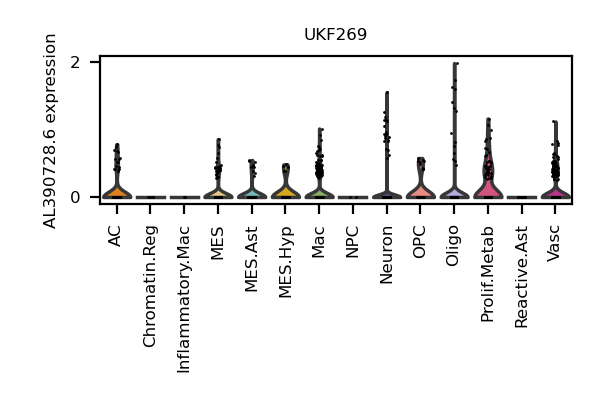 UKF269
AL390728.6 expression
2
0
AC
Chromatin.Reg
Inflammatory.Mac
MES
MES.Ast
MES.Hyp
Mac
NPC
Neuron
OPC
Oligo
Prolif.Metab
Reactive.Ast
Vasc